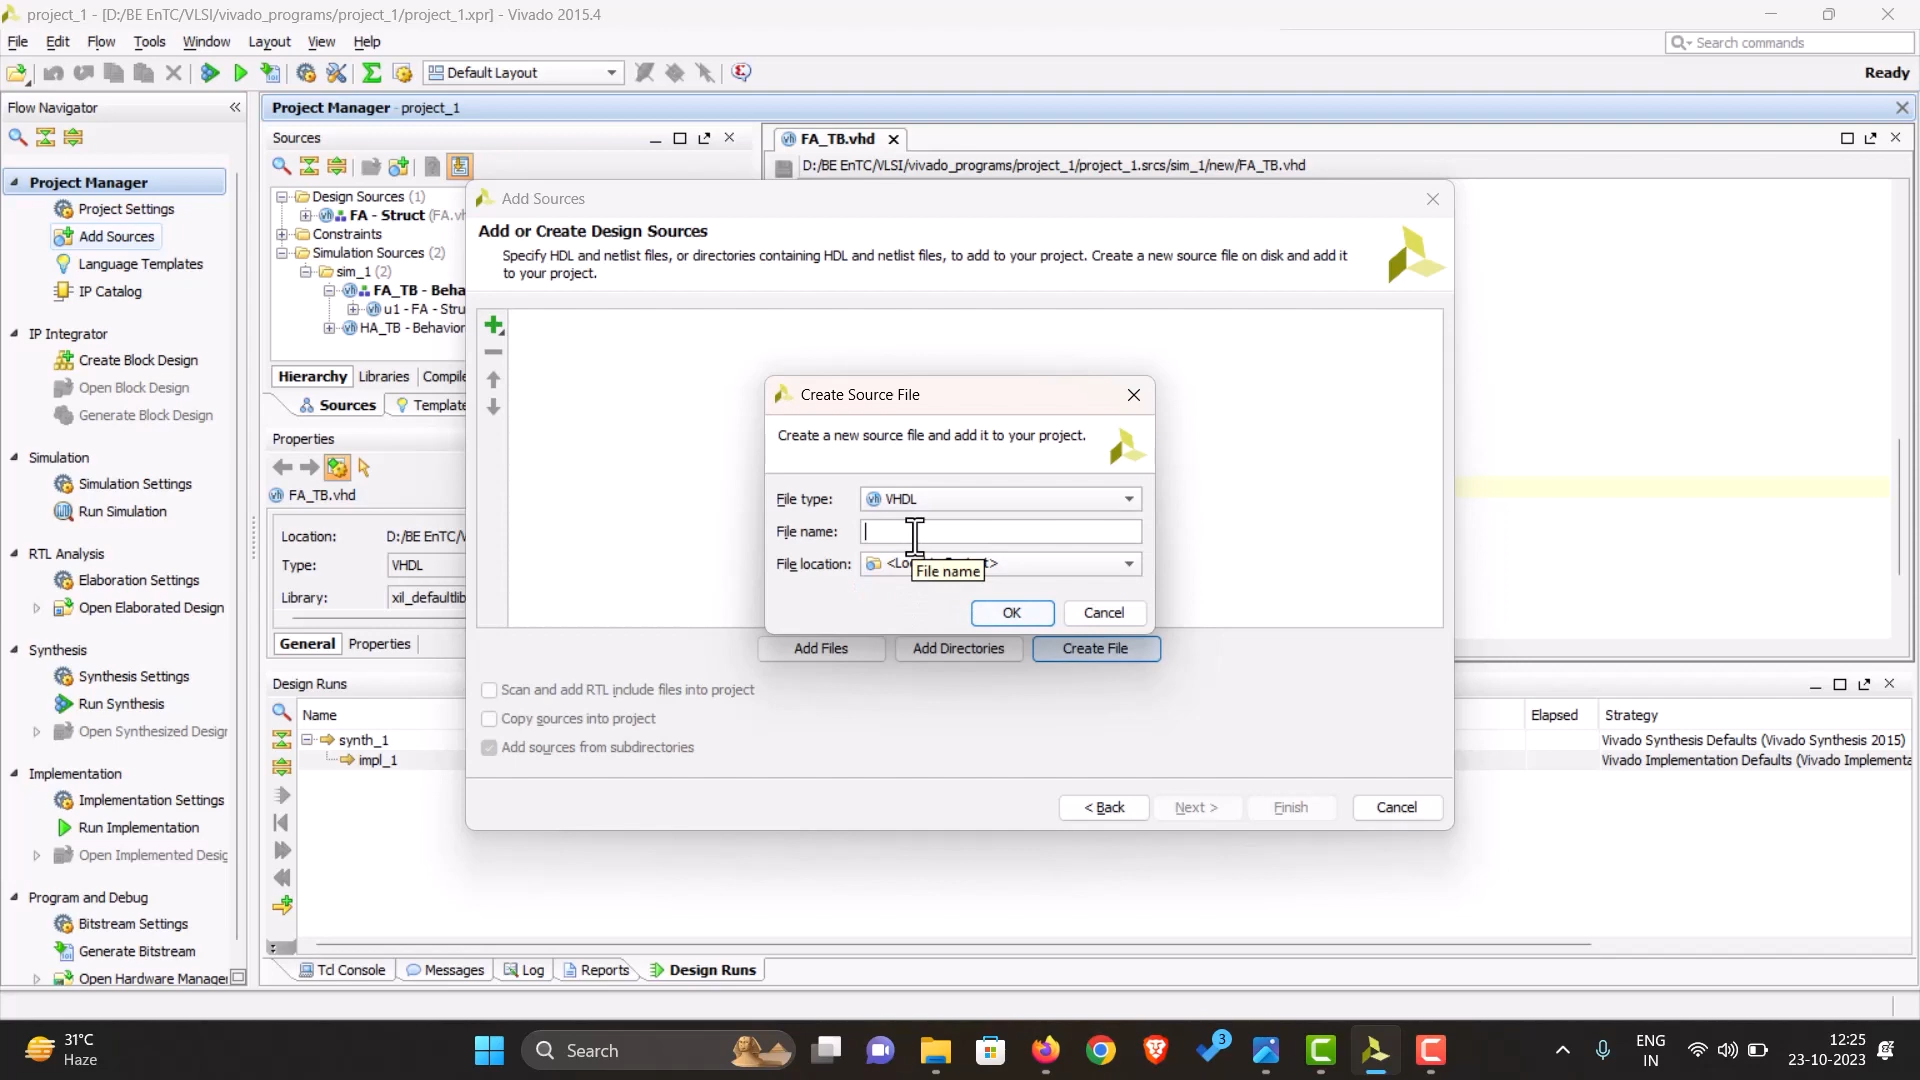 project_1 - [D:/BE EnTC/VLSI/vivado_programs/project_1/project_1.xpr] - Vivado 2015.4
File Edit Flow Tools Window Layout View Help
Search commands
Default Layout
Ready
Flow Navigator
Project Manager
Project Settings
Add Sources
Language Templates
IP Catalog
IP Integrator
Create Block Design
Open Block Design
Generate Block Design
Simulation
Simulation Settings
Run Simulation
RTL Analysis
Elaboration Settings
Open Elaborated Design
Synthesis
Synthesis Settings
Run Synthesis
Open Synthesized Desigr
Implementation
Implementation Settings
Run Implementation
Open Implemented Desig
Program and Debug
Bitstream Settings
Generate Bitstream
Open Hardware Manager
Project Manager - project_1
Sources
Design Sources (1)
FA - Struct (FA.vh
Constraints
Simulation Sources (2)
sim_1 (2)
FA_TB - Beha
u1 - FA - Stru
HA_TB - Behavior
Hierarchy Libraries Compile
Sources Template
Properties
FA_TB.vhd
Location: D:/BE EnTC/V
Type: VHDL
Library: xil_defaultlib
General Properties
FA_TB.vhd
D:/BE EnTC/VLSI/vivado_programs/project_1/project_1.srcs/sim_1/new/FA_TB.vhd
Add Sources
Add or Create Design Sources
Specify HDL and netlist files, or directories containing HDL and netlist files, to add to your project. Create a new source file on disk and add it
to your project.
Create Source File
Create a new source file and add it to your project.
File type: VHDL
File name:
File location:
File name
OK Cancel
Add Files Add Directories Create File
Scan and add RTL include files into project
Copy sources into project
Add sources from subdirectories
< Back Next > Finish Cancel
Design Runs
Name Elapsed Strategy
synth_1 Vivado Synthesis Defaults (Vivado Synthesis 2015)
impl_1 Vivado Implementation Defaults (Vivado Implementa
Tcl Console Messages Log Reports Design Runs
31°C
Haze
Search
3
ENG
IN
12:25
23-10-2023